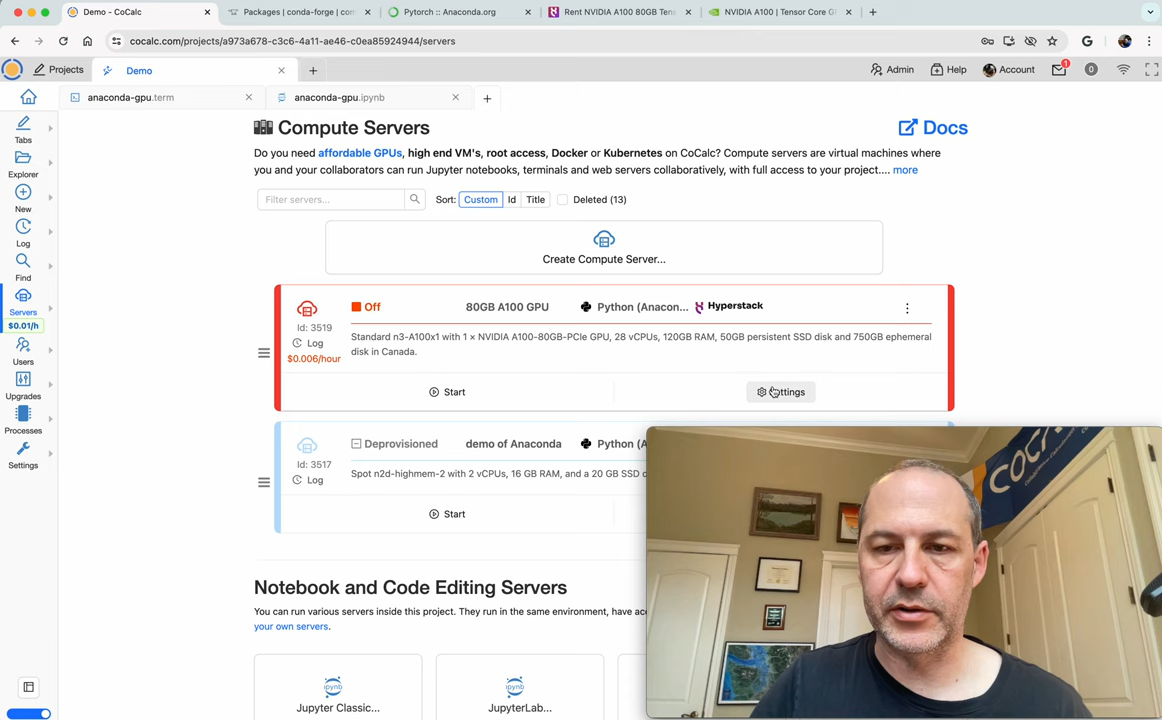 Demo - CoCalc
Packages | conda-forge | con
Pytorch :: Anaconda.org
Rent NVIDIA A100 80GB Tens
NVIDIA A100 | Tensor Core G
cocalc.com/projects/a973a678-c3c6-4a11-ae46-c0ea85924944/servers
Projects
Demo
Admin
Help
Account
1
0
anaconda-gpu.term
anaconda-gpu.ipynb
Tabs
Explorer
New
Log
Find
Servers
$0.01/h
Users
Upgrades
Processes
Settings
Compute Servers
Docs
Do you need affordable GPUs, high end VM's, root access, Docker or Kubernetes on CoCalc? Compute servers are virtual machines where
you and your collaborators can run Jupyter notebooks, terminals and web servers collaboratively, with full access to your project.... more
Filter servers...
Sort: Custom Id Title Deleted (13)
Create Compute Server...
Off 80GB A100 GPU Python (Anacon... Hyperstack
Id: 3519
Log
$0.006/hour
Standard n3-A100x1 with 1 × NVIDIA A100-80GB-PCIe GPU, 28 vCPUs, 120GB RAM, 50GB persistent SSD disk and 750GB ephemeral
disk in Canada.
Start
Settings
Deprovisioned demo of Anaconda Python (A
Id: 3517
Log
Spot n2d-highmem-2 with 2 vCPUs, 16 GB RAM, and a 20 GB SSD
Start
Notebook and Code Editing Servers
You can run various servers inside this project. They run in the same environment, have
your own servers.
ipynb
Jupyter Classic...
ipynb
JupyterLab...
COCALC